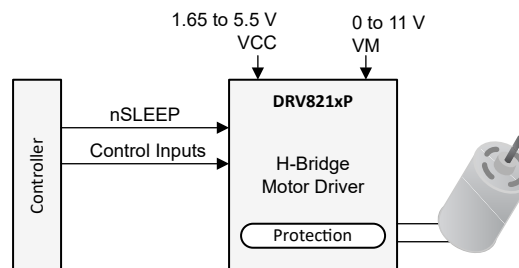 1.65 to 5.5 V
VCC
0 to 11 V
VM
DRV821xP
nSLEEP
Control Inputs
Controller
H-Bridge
Motor Driver
Protection